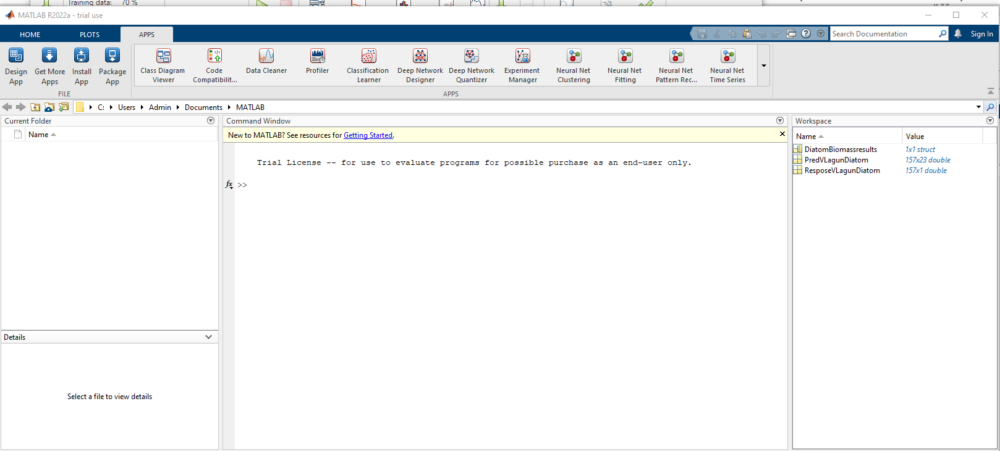 Training data: 70 %
MATLAB R2022a - trial use
HOME
PLOTS
APPS
Search Documentation
Sign In
Design App
Get More Apps
Install App
Package App
Class Diagram Viewer
Code Compatibilit...
Data Cleaner
Profiler
Classification Learner
Deep Network Designer
Deep Network Quantizer
Experiment Manager
Neural Net Clustering
Neural Net Fitting
Neural Net Pattern Rec...
Neural Net Time Series
FILE
APPS
C: Users Admin Documents MATLAB
Current Folder
Name
Command Window
New to MATLAB? See resources for Getting Started.
Trial License -- for use to evaluate programs for possible purchase as an end-user only.
fx >>
Workspace
Name Value
DiatomBiomassresults 1x1 struct
PredVLagunDiatom 157x23 double
ResposeVLagunDiatom 157x1 double
Details
Select a file to view details